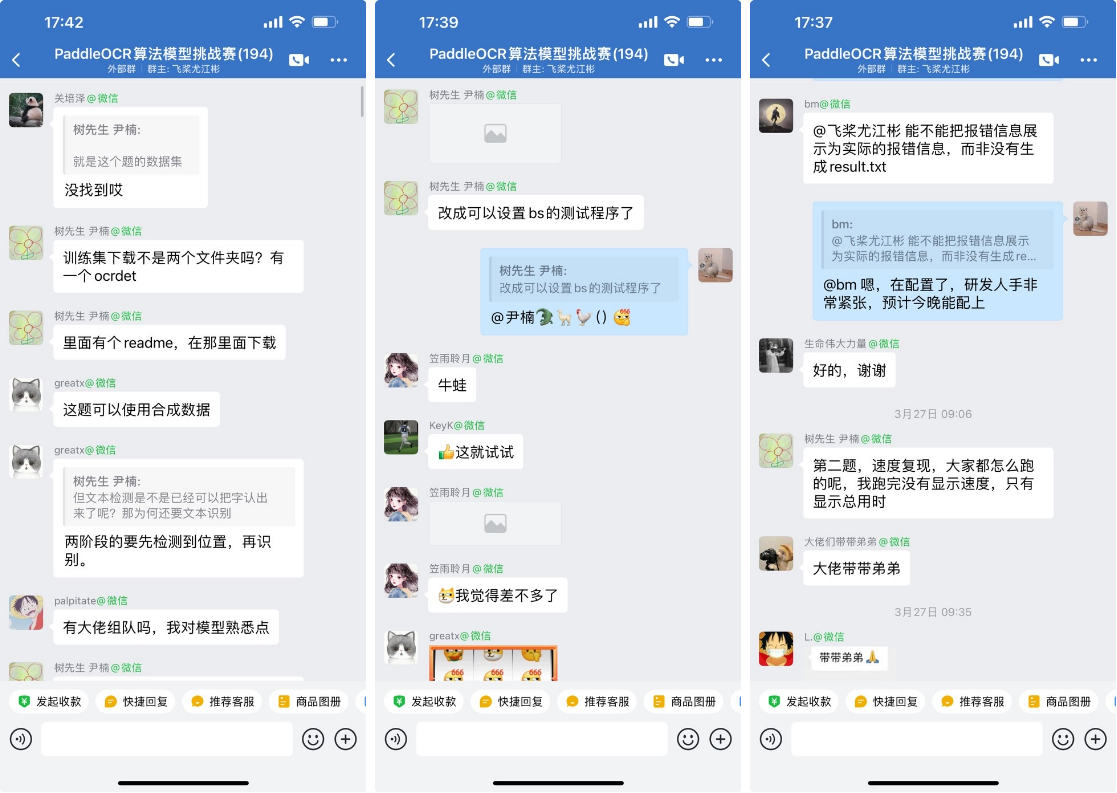 17:42
PaddleOCR算法模型挑战赛(194)
外部群 | 群主: 飞桨尤江彬
关培泽@微信
树先生 尹楠:
就是这个题的数据集
没找到哎
树先生 尹楠@微信
训练集下载不是两个文件夹吗？有
一个ocrdet
树先生 尹楠@微信
里面有个readme，在那里面下载
greatx@微信
这题可以使用合成数据
greatx@微信
树先生 尹楠:
但文本检测是不是已经可以把字认出
来了呢？那为何还要文本识别
两阶段的要先检测到位置，再识
别。
palpitate@微信
有大佬组队吗，我对模型熟悉点
树先生 尹楠@微信
发起收款
快捷回复
推荐客服
商品图册
17:39
PaddleOCR算法模型挑战赛(194)
外部群 | 群主: 飞桨尤江彬
树先生 尹楠@微信
树先生 尹楠@微信
改成可以设置bs的测试程序了
树先生 尹楠:
改成可以设置bs的测试程序了
@尹楠🐊🦙🐓() 666
笠雨聆月@微信
牛蛙
KeyK@微信
👍这就试试
笠雨聆月@微信
笠雨聆月@微信
😼我觉得差不多了
greatx@微信
666 666 666
发起收款
快捷回复
推荐客服
商品图册
17:37
PaddleOCR算法模型挑战赛(194)
外部群 | 群主: 飞桨尤江彬
bm@微信
@飞桨尤江彬 能不能把报错信息展
示为实际的报错信息，而非没有生
成result.txt
bm:
@飞桨尤江彬 能不能把报错信息展示
为实际的报错信息，而非没有生成re...
@bm 嗯，在配置了，研发人手非
常紧张，预计今晚能配上
生命伟大力量@微信
好的，谢谢
3月27日 09:06
树先生 尹楠@微信
第二题，速度复现，大家都怎么跑
的呢，我跑完没有显示速度，只有
显示总用时
大佬们带带弟弟@微信
大佬带带弟弟
3月27日 09:35
L.@微信
带带弟弟🙏
发起收款
快捷回复
推荐客服
商品图册